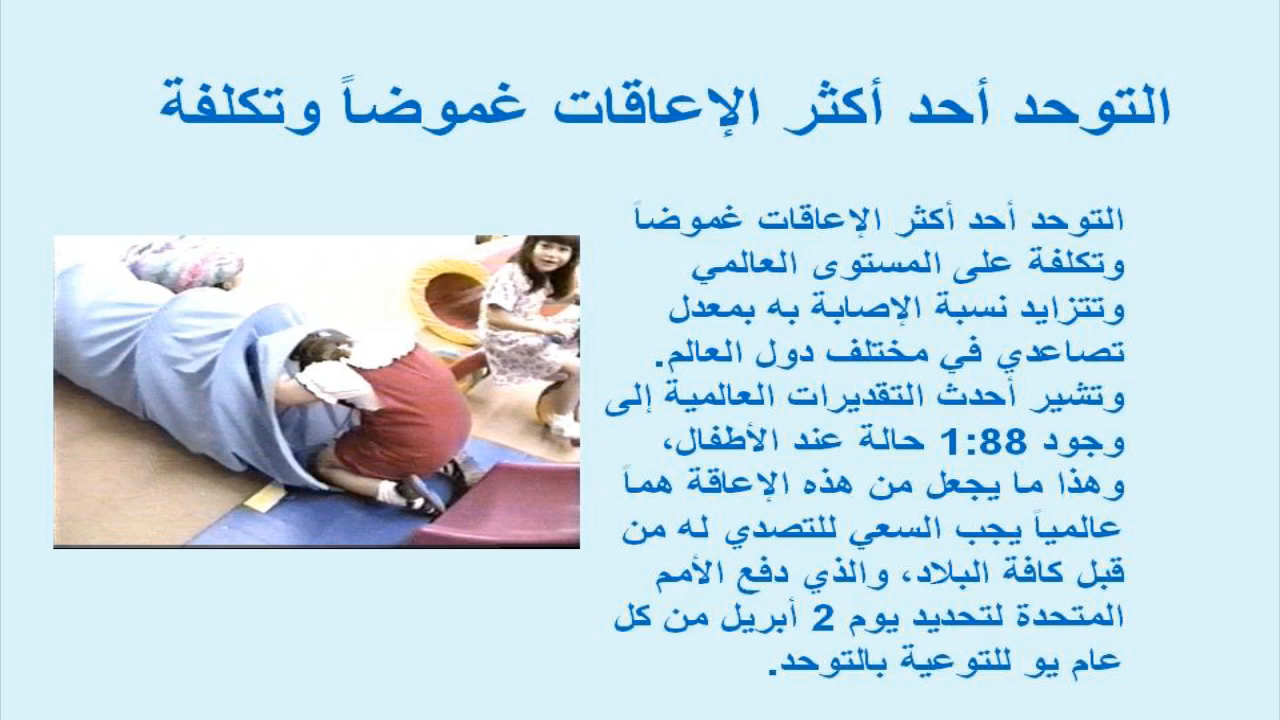 التوحد أحد أكثر الإعاقات غموضاً وتكلفة
التوحد أحد أكثر الإعاقات غموضاً
وتكلفة على المستوى العالمي
وتتزايد نسبة الإصابة به بمعدل
تصاعدي في مختلف دول العالم.
وتشير أحدث التقديرات العالمية إلى
وجود 1:88 حالة عند الأطفال،
وهذا ما يجعل من هذه الإعاقة هماً
عالمياً يجب السعي للتصدي له من
قبل كافة البلاد، والذي دفع الأمم
المتحدة لتحديد يوم 2 أبريل من كل
عام يو للتوعية بالتوحد.